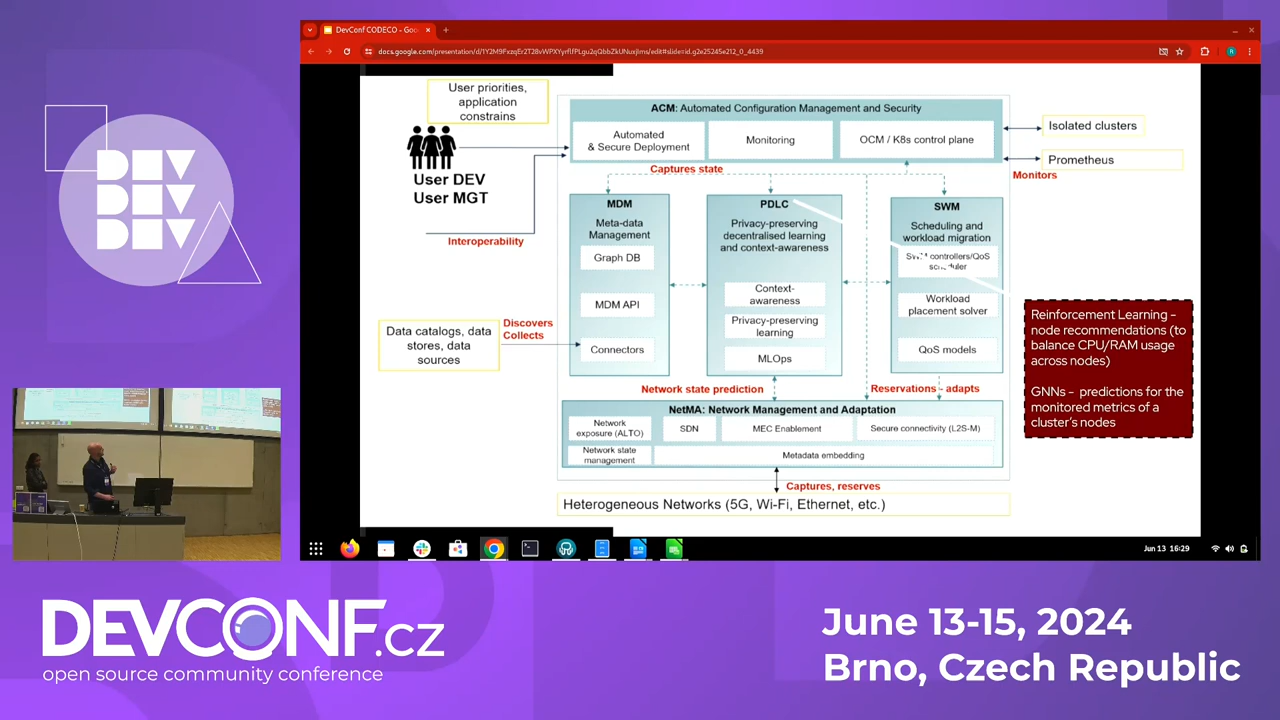 DevConf CODECO - Goo
docs.google.com/presentation/d/1Y2M9FxzqEr2T28vWPXYyrflfPLgu2qQbbZkUNuxjIms/edit#slide=id.g2e25245e212_0_4439
User priorities,
application
constrains
User DEV
User MGT
Interoperability
ACM: Automated Configuration Management and Security
Automated
& Secure Deployment
Monitoring
OCM / K8s control plane
Isolated clusters
Prometheus
Monitors
Captures state
MDM
Meta-data
Management
Graph DB
MDM API
Connectors
PDLC
Privacy-preserving
decentralised learning
and context-awareness
Context-
awareness
Privacy-preserving
learning
MLOps
SWM
Scheduling and
workload migration
SWM controllers/QoS
scheduler
Workload
placement solver
QoS models
Data catalogs, data
stores, data
sources
Discovers
Collects
Reinforcement Learning -
node recommendations (to
balance CPU/RAM usage
across nodes)
GNNs - predictions for the
monitored metrics of a
cluster's nodes
Network state prediction
Reservations - adapts
NetMA: Network Management and Adaptation
Network
exposure (ALTO)
SDN
MEC Enablement
Secure connectivity (L2S-M)
Network state
management
Metadata embedding
Captures, reserves
Heterogeneous Networks (5G, Wi-Fi, Ethernet, etc.)
Jun 13 16:29
DEV
DEV
DEV
DEVCONF.cz
open source community conference
June 13-15, 2024
Brno, Czech Republic